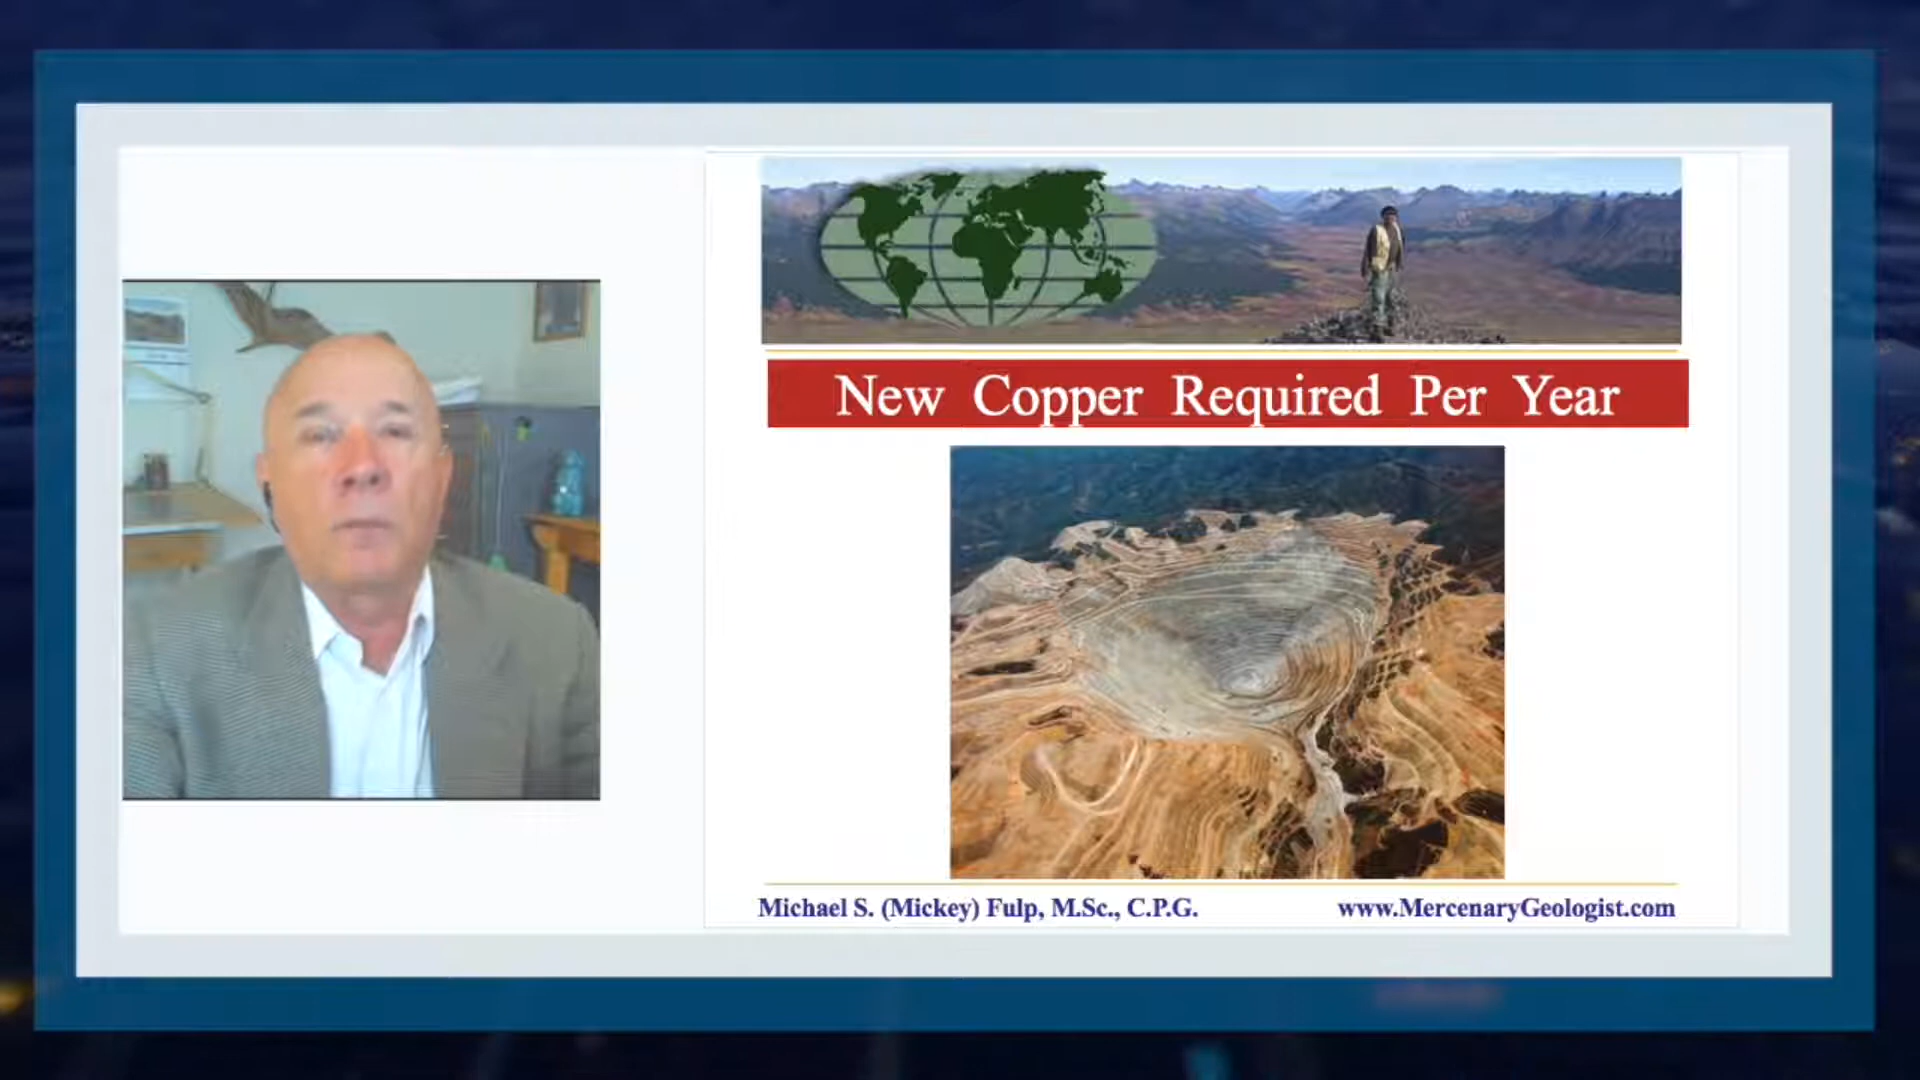 New Copper Required Per Year
Michael S. (Mickey) Fulp, M.Sc., C.P.G.
www.MercenaryGeologist.com